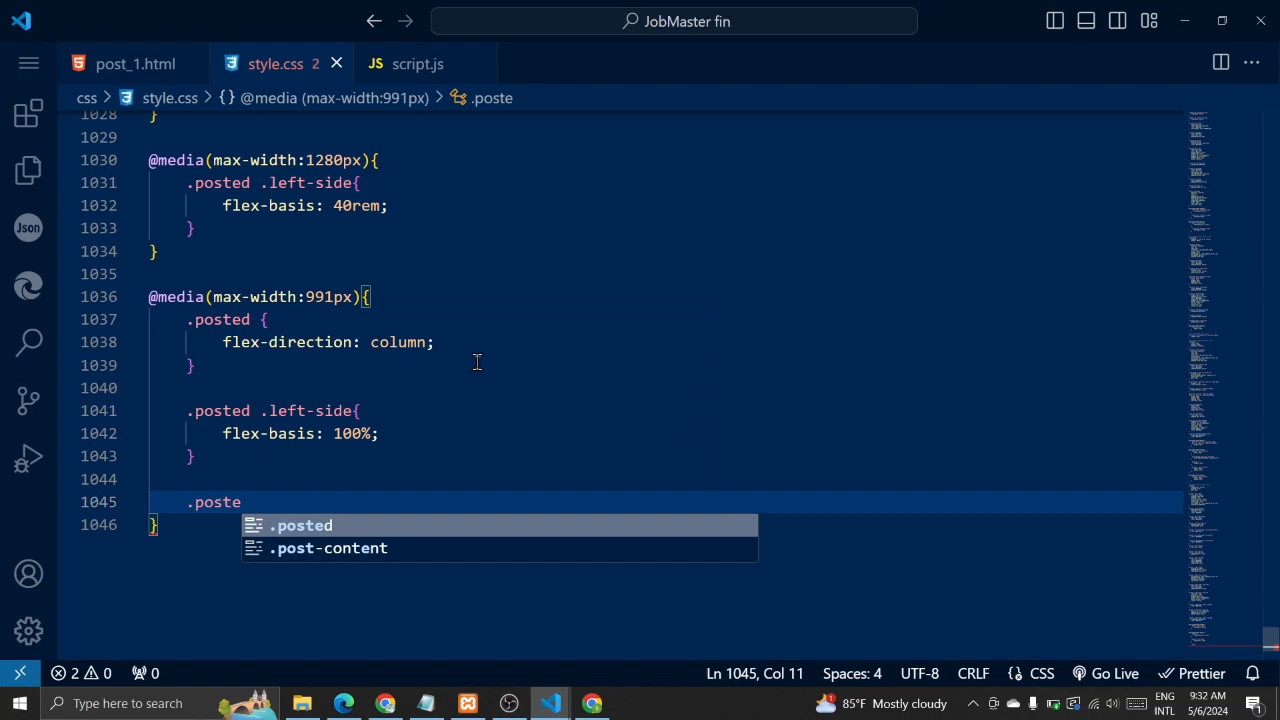 JobMaster fin
post_1.html
style.css 2
JS script.js
css > style.css > {} @media (max-width:991px) > .poste
1028 }
1029
1030 @media(max-width:1280px){
1031 .posted .left-side{
1032 flex-basis: 40rem;
1033 }
1034 }
1035
1036 @media(max-width:991px){
1037 .posted {
1038 flex-direction: column;
1039 }
1040
1041 .posted .left-side{
1042 flex-basis: 100%;
1043 }
1044
1045 .poste
1046 }
.posted
.post-content
Json
2 0 0 Ln 1045, Col 11 Spaces: 4 UTF-8 CRLF {} CSS Go Live Prettier
Type here to search
85°F Mostly cloudy
ENG
INTL
9:32 AM
5/6/2024